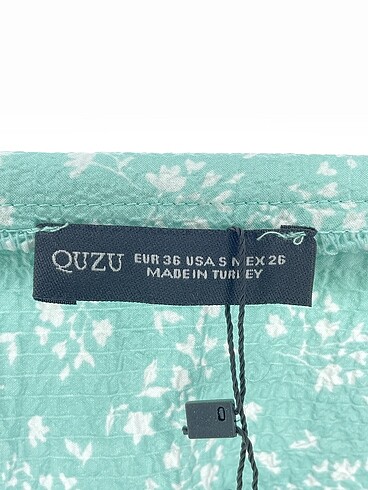 QUZU
EUR 36 USA S MEX 26
MADE IN TURKEY
Q